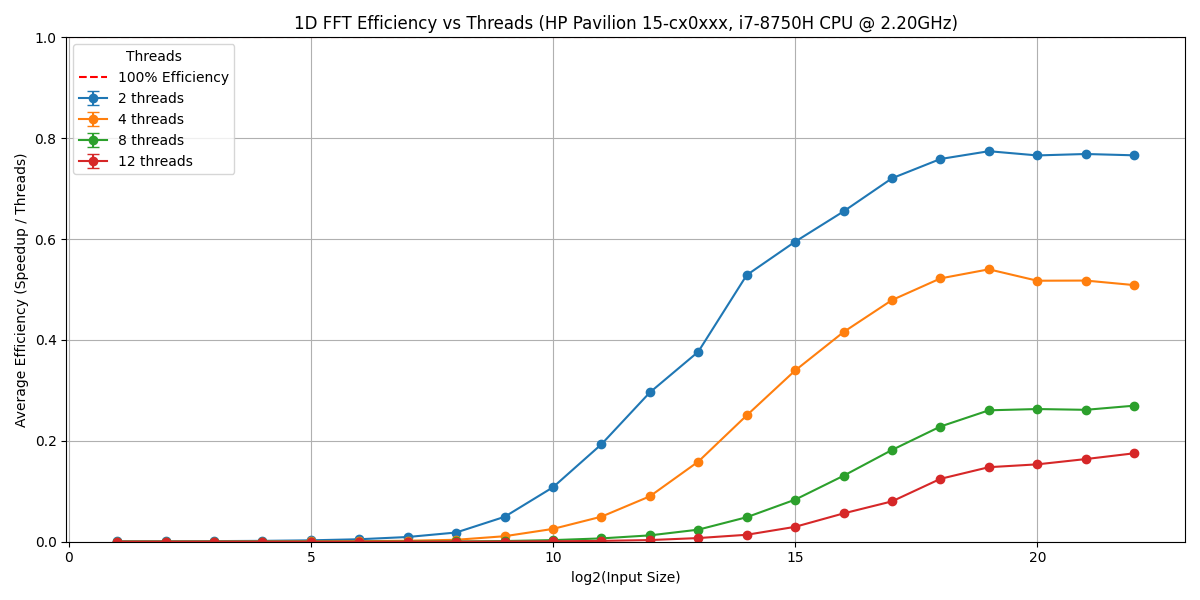 1D FFT Efficiency vs Threads (HP Pavilion 15-cx0xxx, i7-8750H CPU @ 2.20GHz)
Threads
100% Efficiency
2 threads
4 threads
8 threads
12 threads
Average Efficiency (Speedup / Threads)
1.0
0.8
0.6
0.4
0.2
0.0
0 5 10 15 20
log2(Input Size)